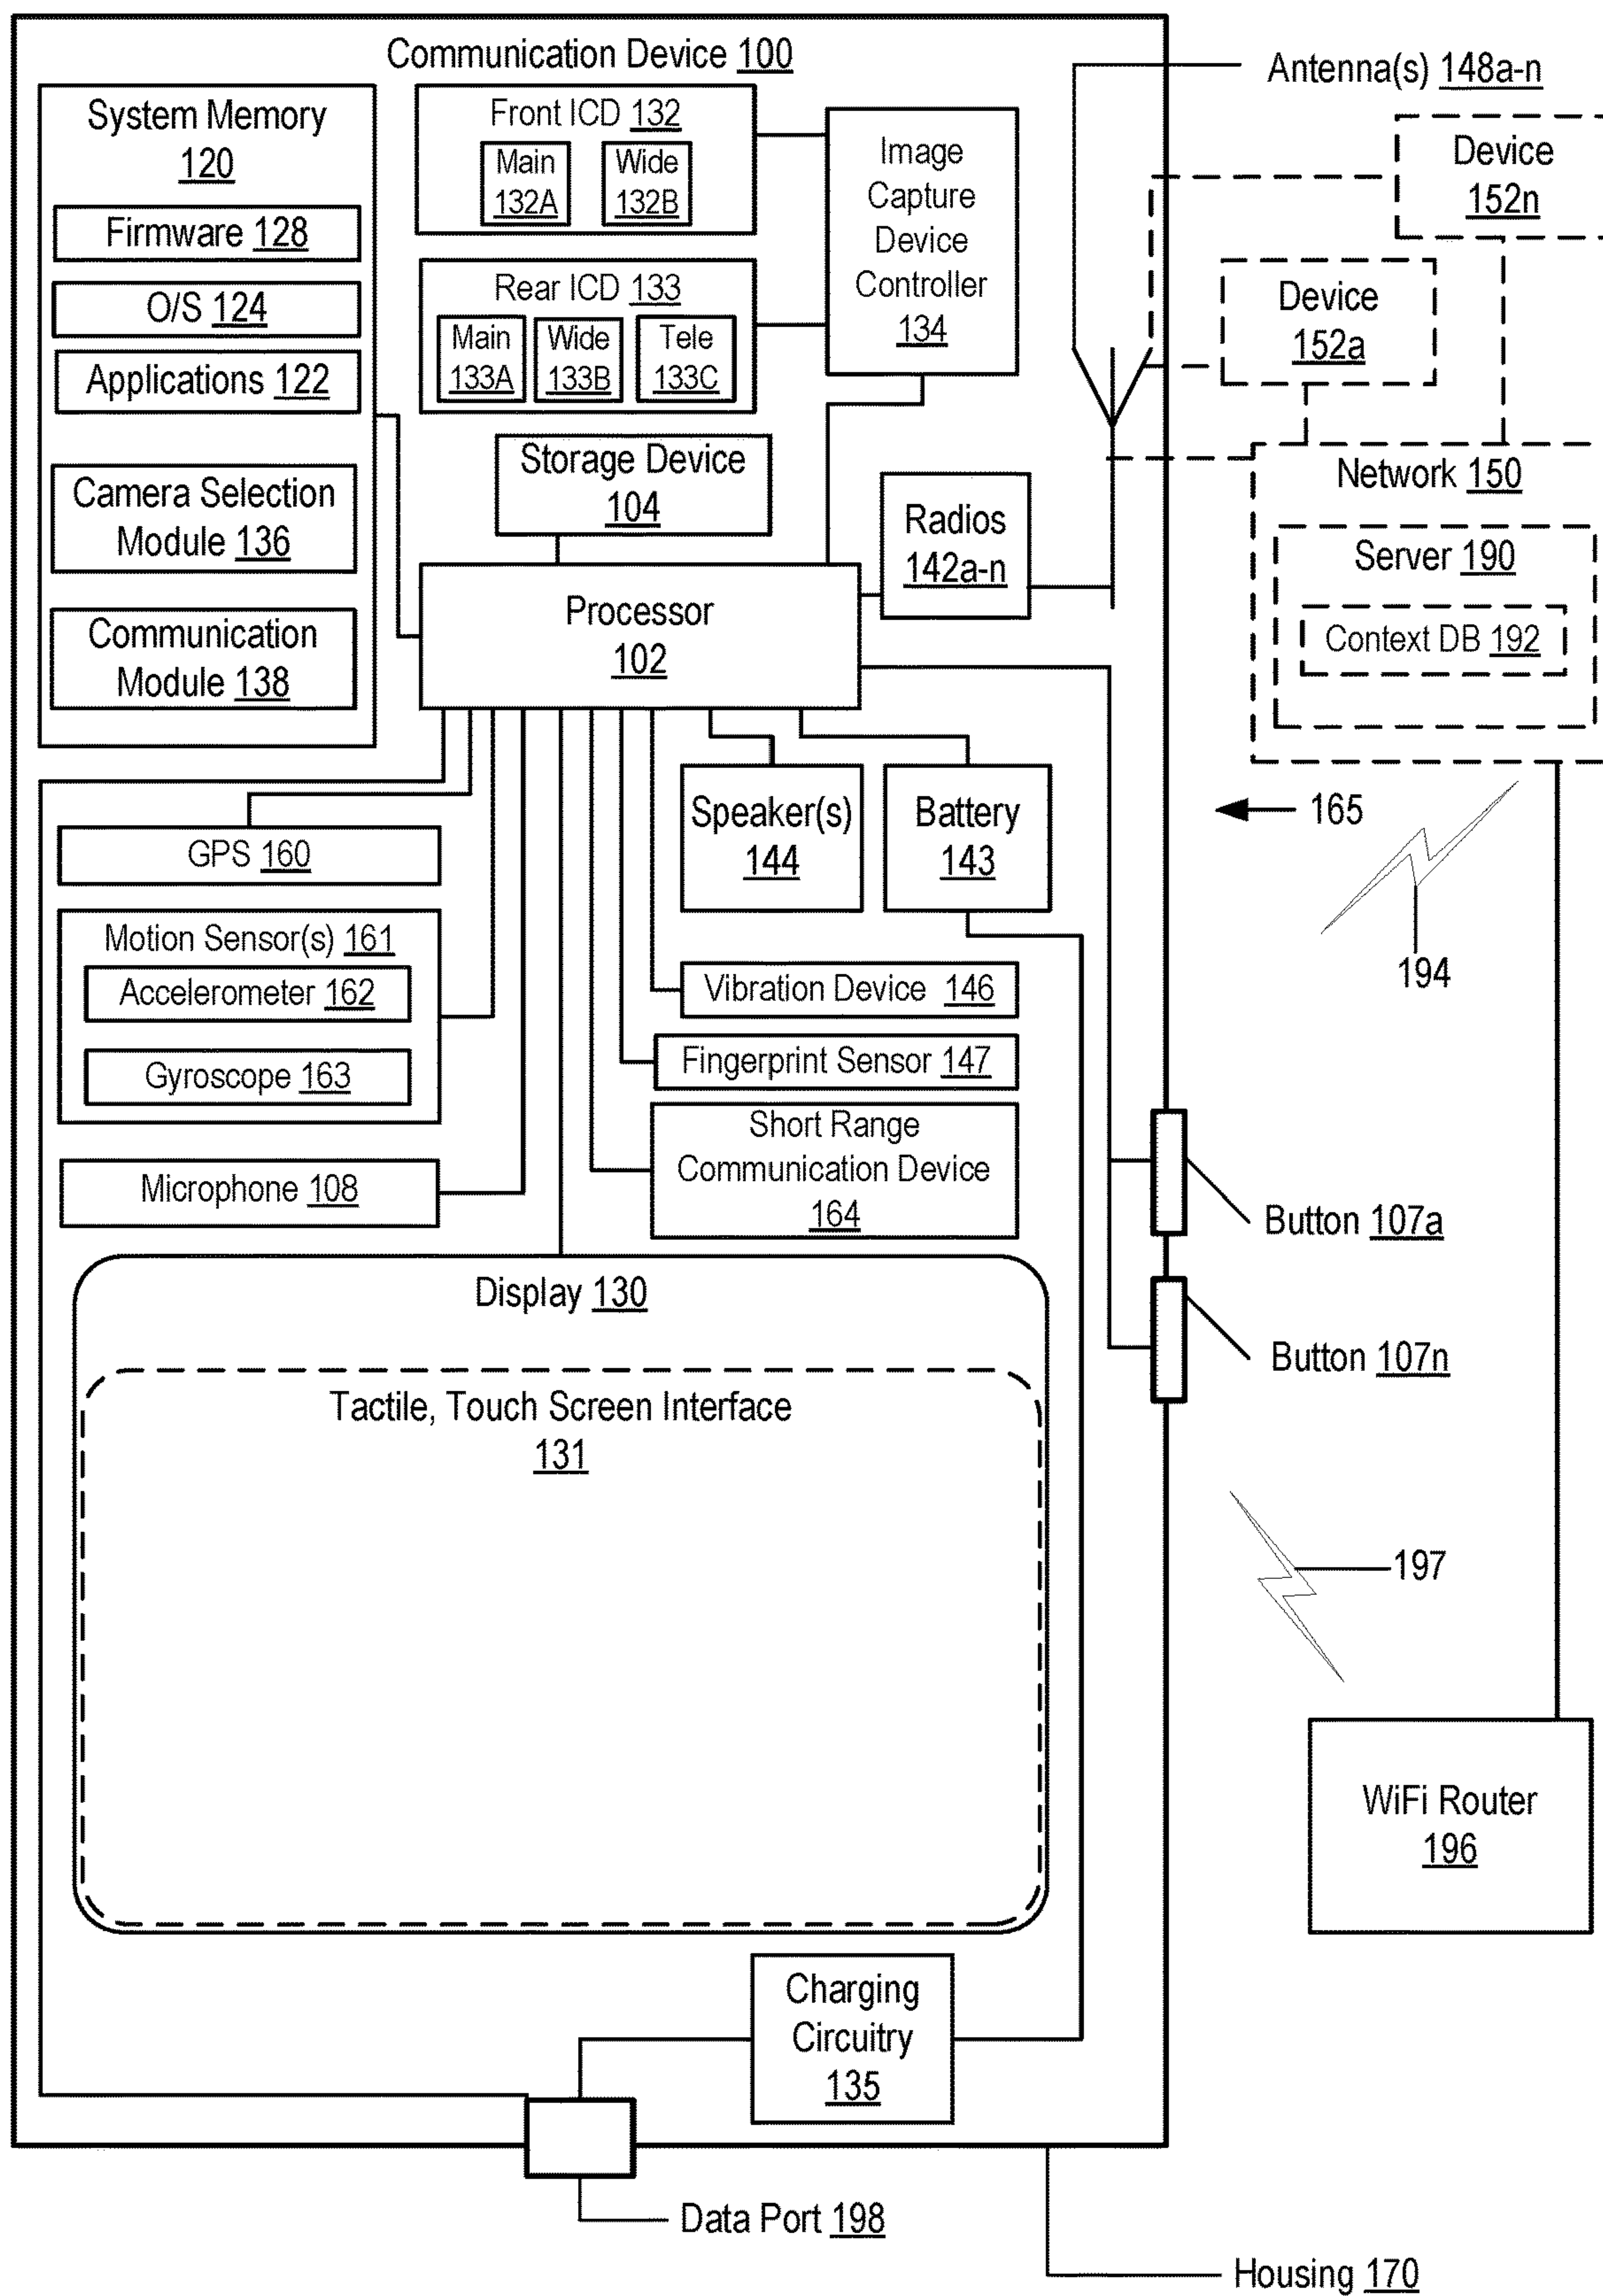 Communication Device 100
System Memory
120
Firmware 128
O/S 124
Applications 122
Camera Selection
Module 136
Communication
Module 138
Front ICD 132
Main
132A
Wide
132B
Rear ICD 133
Main
133A
Wide
133B
Tele
133C
Image
Capture
Device
Controller
134
Storage Device
104
Processor
102
Radios
142a-n
Antenna(s) 148a-n
Device
152n
Device
152a
Network 150
Server 190
Context DB 192
165
194
GPS 160
Motion Sensor(s) 161
Accelerometer 162
Gyroscope 163
Microphone 108
Speaker(s)
144
Battery
143
Vibration Device 146
Fingerprint Sensor 147
Short Range
Communication Device
164
Button 107a
Button 107n
Display 130
Tactile, Touch Screen Interface
131
197
WiFi Router
196
Charging
Circuitry
135
Data Port 198
Housing 170